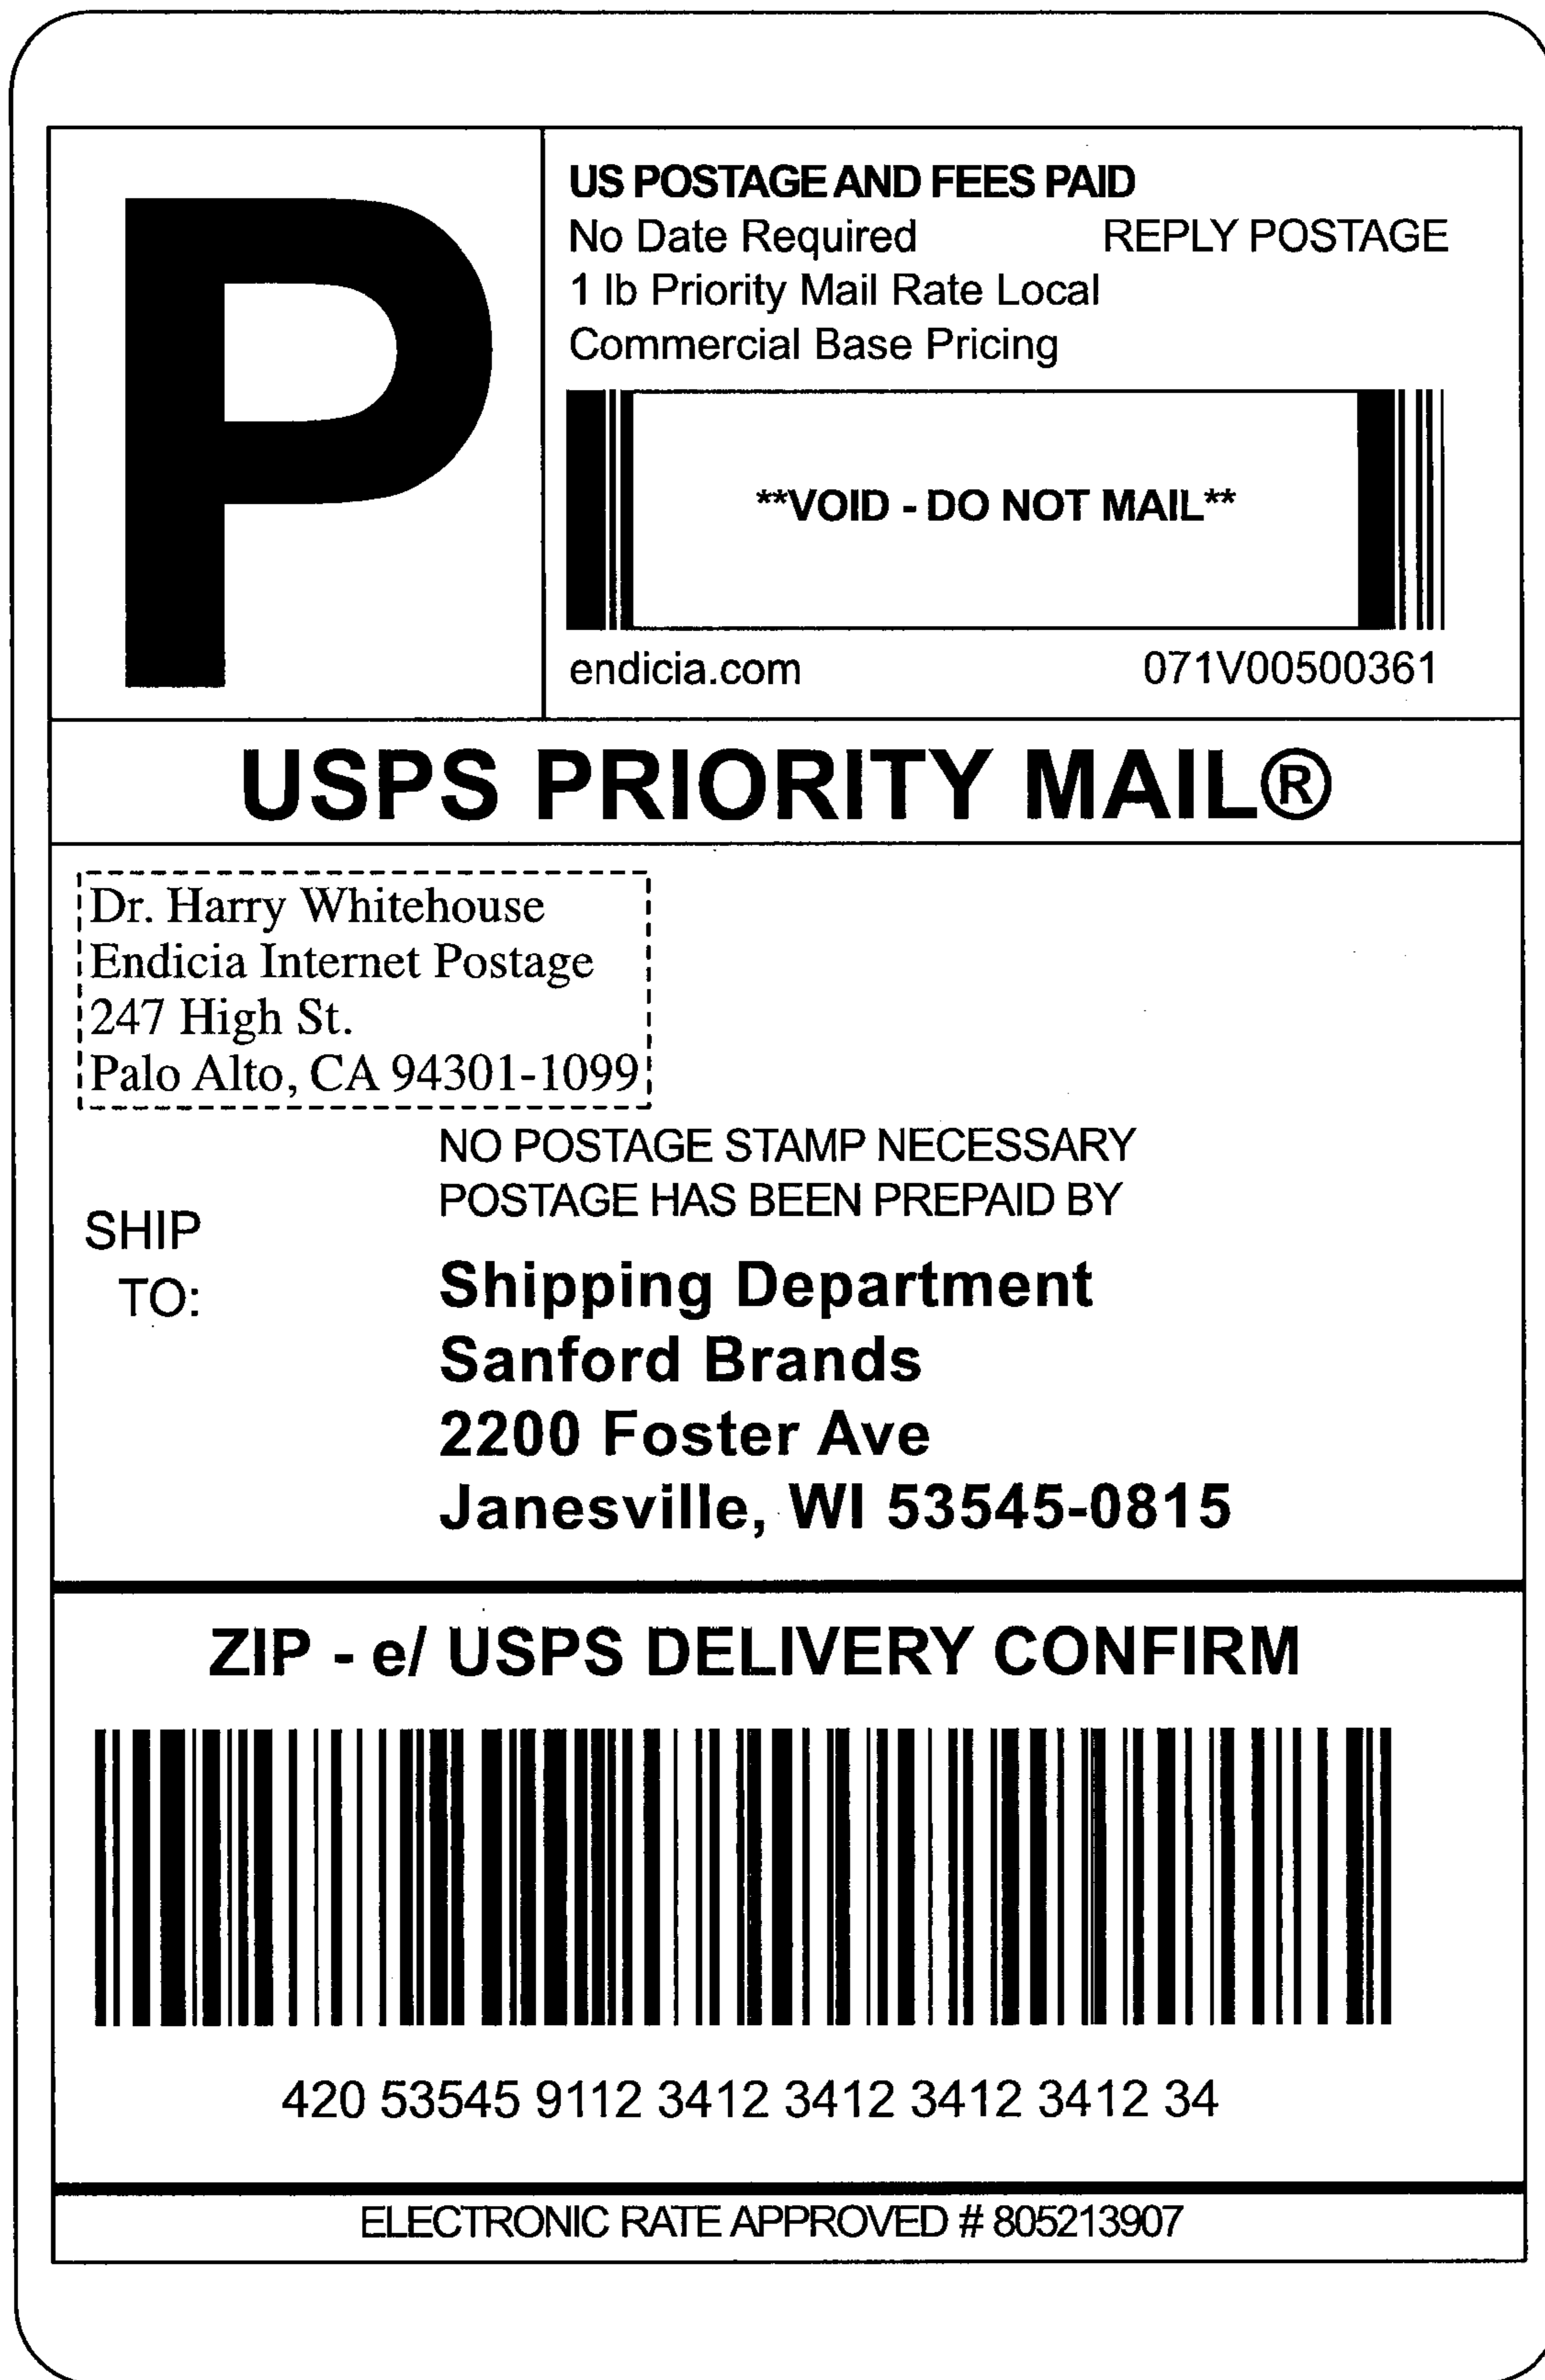 P
US POSTAGE AND FEES PAID
No Date Required REPLY POSTAGE
1 lb Priority Mail Rate Local
Commercial Base Pricing
**VOID - DO NOT MAIL**
endicia.com 071V00500361
USPS PRIORITY MAIL®
Dr. Harry Whitehouse
Endicia Internet Postage
247 High St.
Palo Alto, CA 94301-1099
NO POSTAGE STAMP NECESSARY
POSTAGE HAS BEEN PREPAID BY
SHIP
TO:
Shipping Department
Sanford Brands
2200 Foster Ave
Janesville, WI 53545-0815
ZIP - e/ USPS DELIVERY CONFIRM
420 53545 9112 3412 3412 3412 3412 34
ELECTRONIC RATE APPROVED # 805213907